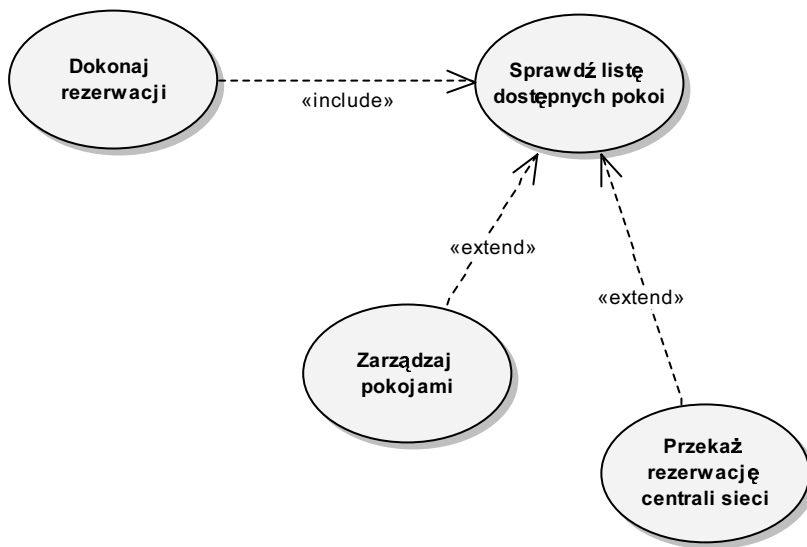 Dokonaj
rezerwacji
«include»
Sprawdź listę
dostępnych pokoi
«extend»
«extend»
Zarządzaj
pokojami
Przekaż
rezerwację
centrali sieci